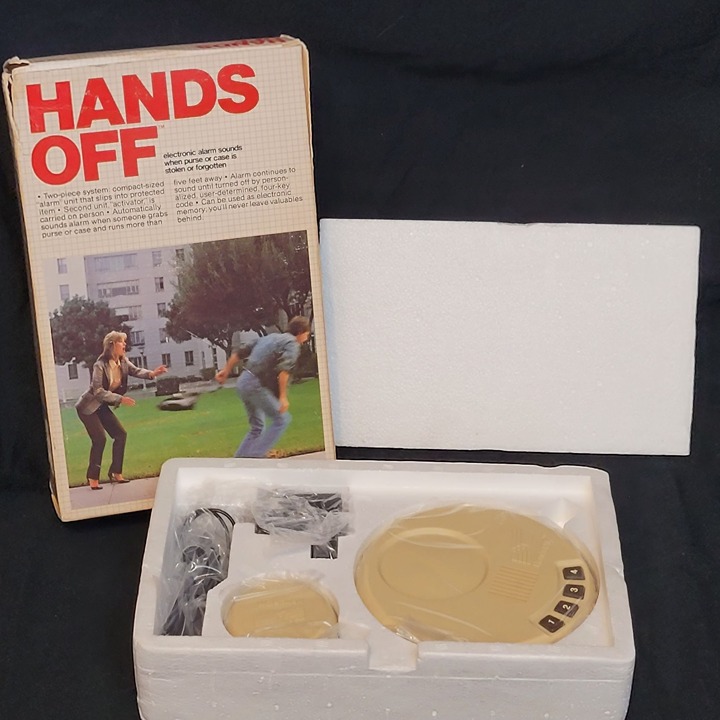 HANDS
HANDS
OFF™
electronic alarm sounds
when purse or case is
stolen or forgotten
• Two-piece system: compact-sized
"alarm" unit that slips into protected
item • Second unit, "activator," is
carried on person • Automatically
sounds alarm when someone grabs
purse or case and runs more than
five feet away • Alarm continues to
sound until turned off by person-
alized, user-determined, four-key
code • Can be used as electronic
memory: you'll never leave valuables
behind.
1 2 3 4